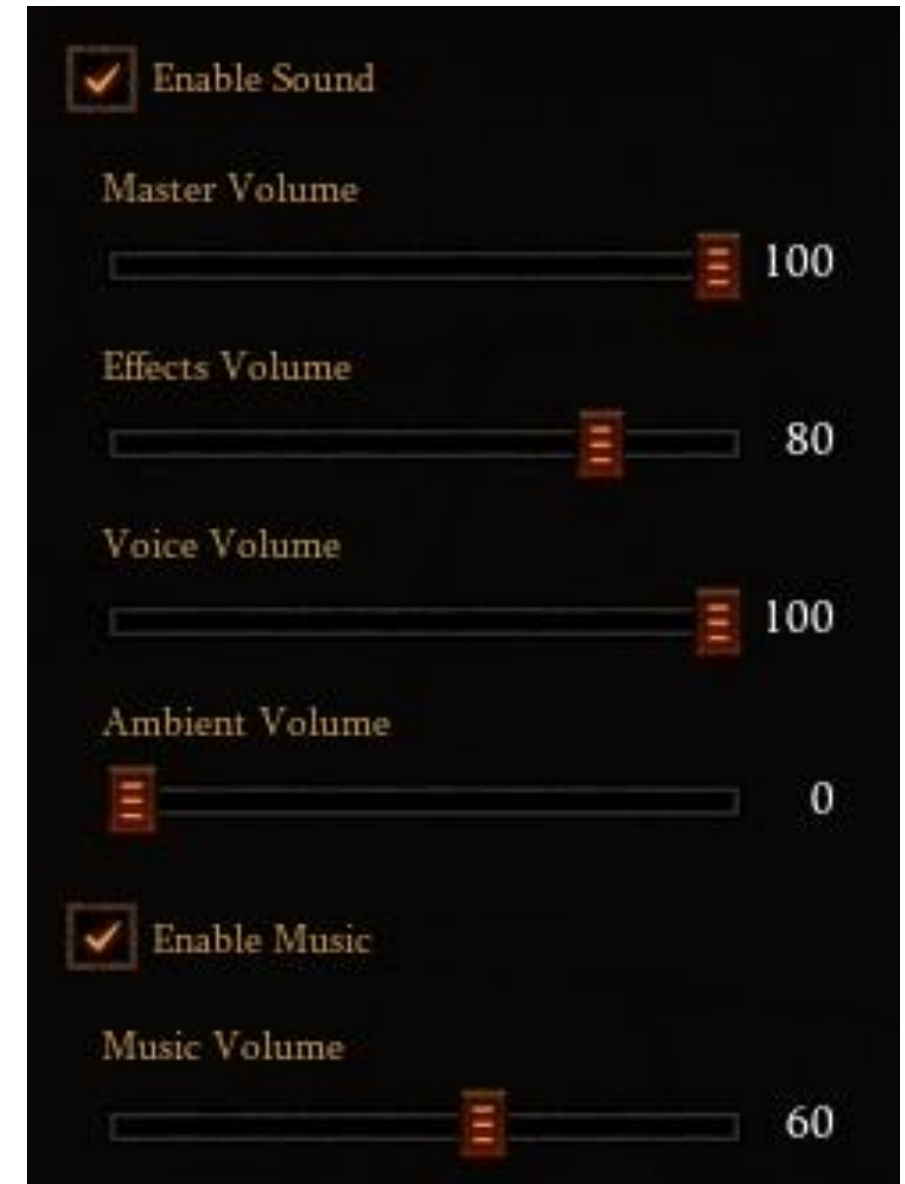 Enable Sound
Master Volume
100
Effects Volume
80
Voice Volume
100
Ambient Volume
0
Enable Music
Music Volume
60